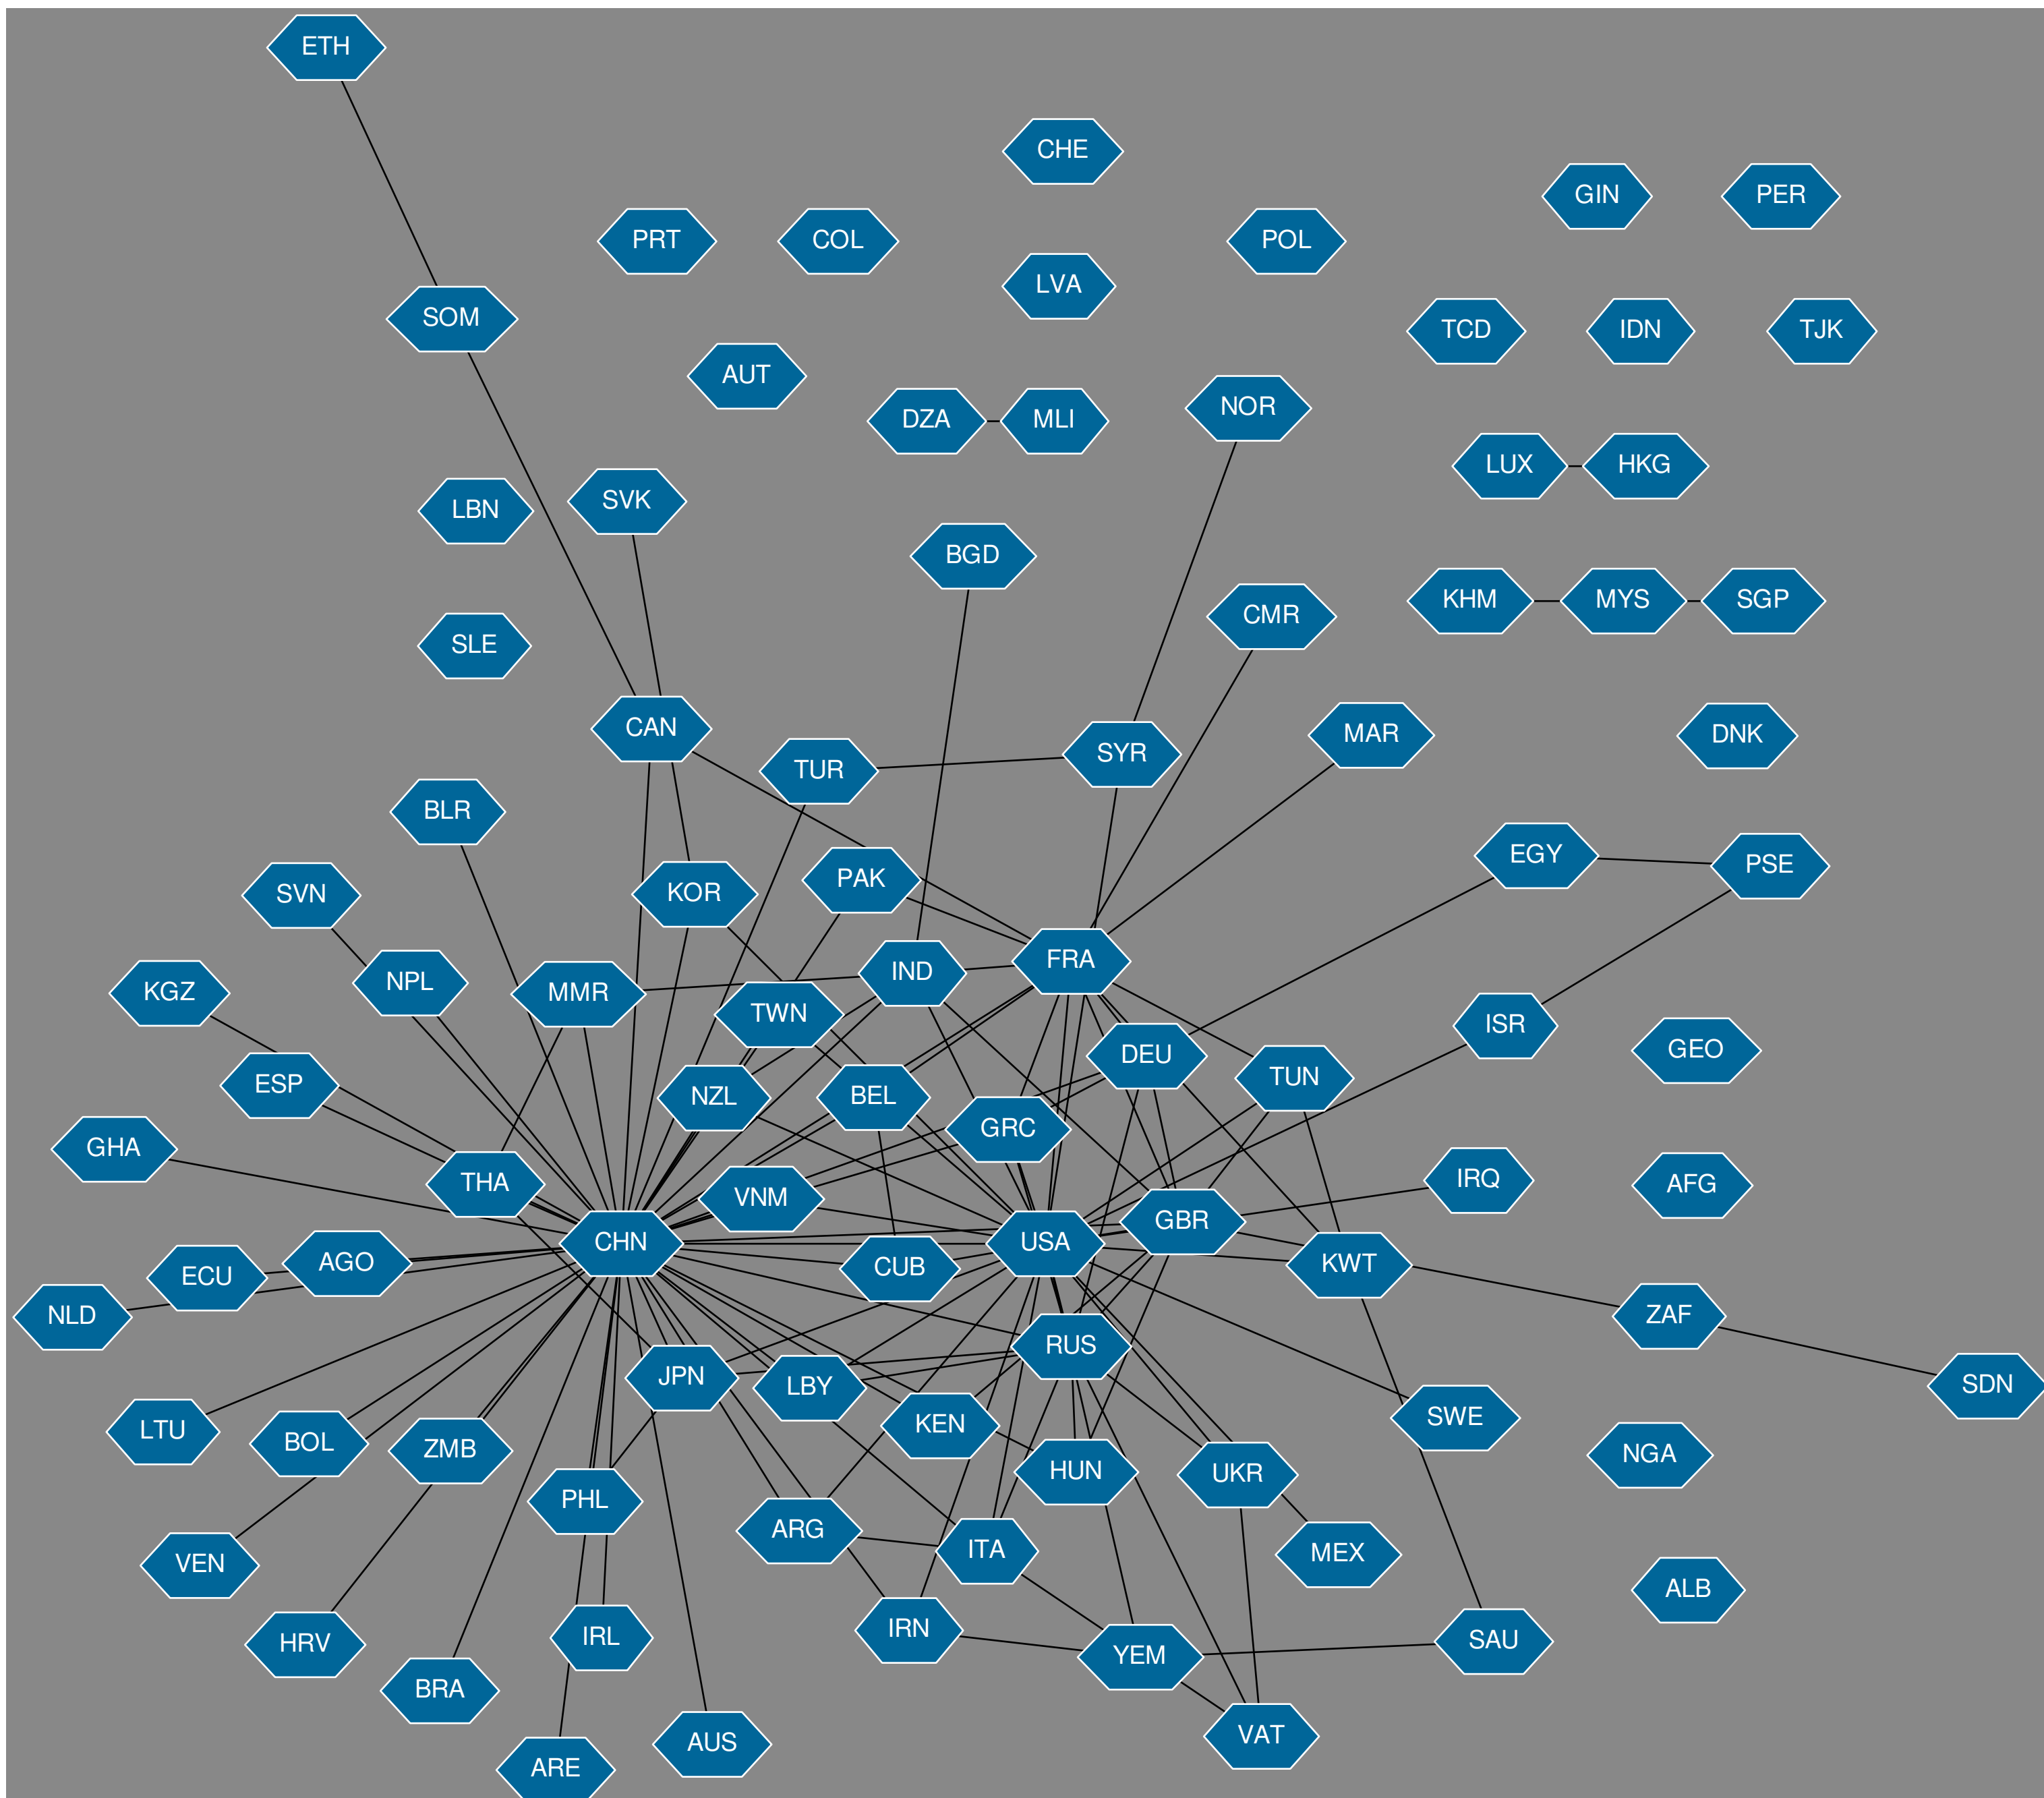 ETH
CHE
GIN
PER
PRT
COL
POL
LVA
SOM
TCD
IDN
TJK
AUT
NOR
DZA
MLI
LUX
HKG
SVK
LBN
BGD
KHM
MYS
SGP
CMR
SLE
CAN
MAR
DNK
SYR
TUR
BLR
EGY
PSE
PAK
KOR
SVN
FRA
IND
NPL
KGZ
MMR
TWN
ISR
GEO
DEU
TUN
ESP
NZL
BEL
GRC
GHA
IRQ
THA
AFG
VNM
GBR
CHN
USA
AGO
KWT
CUB
ECU
NLD
ZAF
RUS
JPN
LBY
SDN
SWE
KEN
LTU
BOL
ZMB
NGA
HUN
UKR
PHL
ARG
ITA
MEX
VEN
ALB
IRN
IRL
HRV
SAU
YEM
BRA
VAT
AUS
ARE